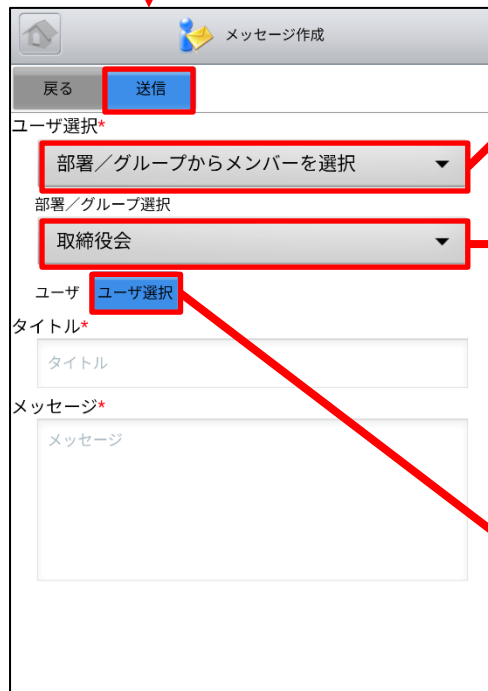 メッセージ作成
戻る 送信
ユーザ選択*
部署／グループからメンバーを選択
部署／グループ選択
取締役会
ユーザ ユーザ選択
タイトル*
タイトル
メッセージ*
メッセージ